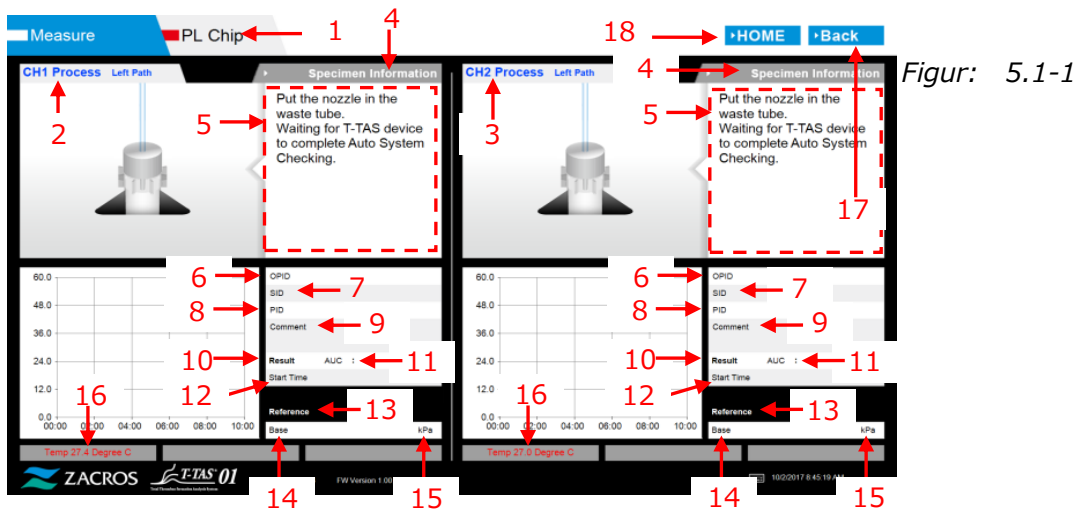 4
Measure
PL Chip
1
18
HOME
Back
Figur: 5.1-1
CH1 Process Left Path
Specimen Information
CH2 Process Left Path
4
Specimen Information
2
5
Put the nozzle in the
waste tube.
Waiting for T-TAS device
to complete Auto System
Checking.
3
5
Put the nozzle in the
waste tube.
Waiting for T-TAS device
to complete Auto System
Checking.
17
60.0
48.0
36.0
24.0
12.0
0.0
00:00 02:00 04:00 06:00 08:00 10:00
6
OPID
SID
7
8
PID
Comment
9
10
Result AUC :
11
12
Start Time
Reference
13
Base kPa
16
Temp 27.4 Degree C
60.0
48.0
36.0
24.0
12.0
0.0
00:00 02:00 04:00 06:00 08:00 10:00
6
OPID
SID
7
8
PID
Comment
9
10
Result AUC :
11
12
Start Time
Reference
13
Base kPa
16
Temp 27.0 Degree C
ZACROS
T-TAS 01
Total Thrombus-formation Analysis System
FW Version 1.00
10/2/2017 8:45:19 AM
14
15
14
15